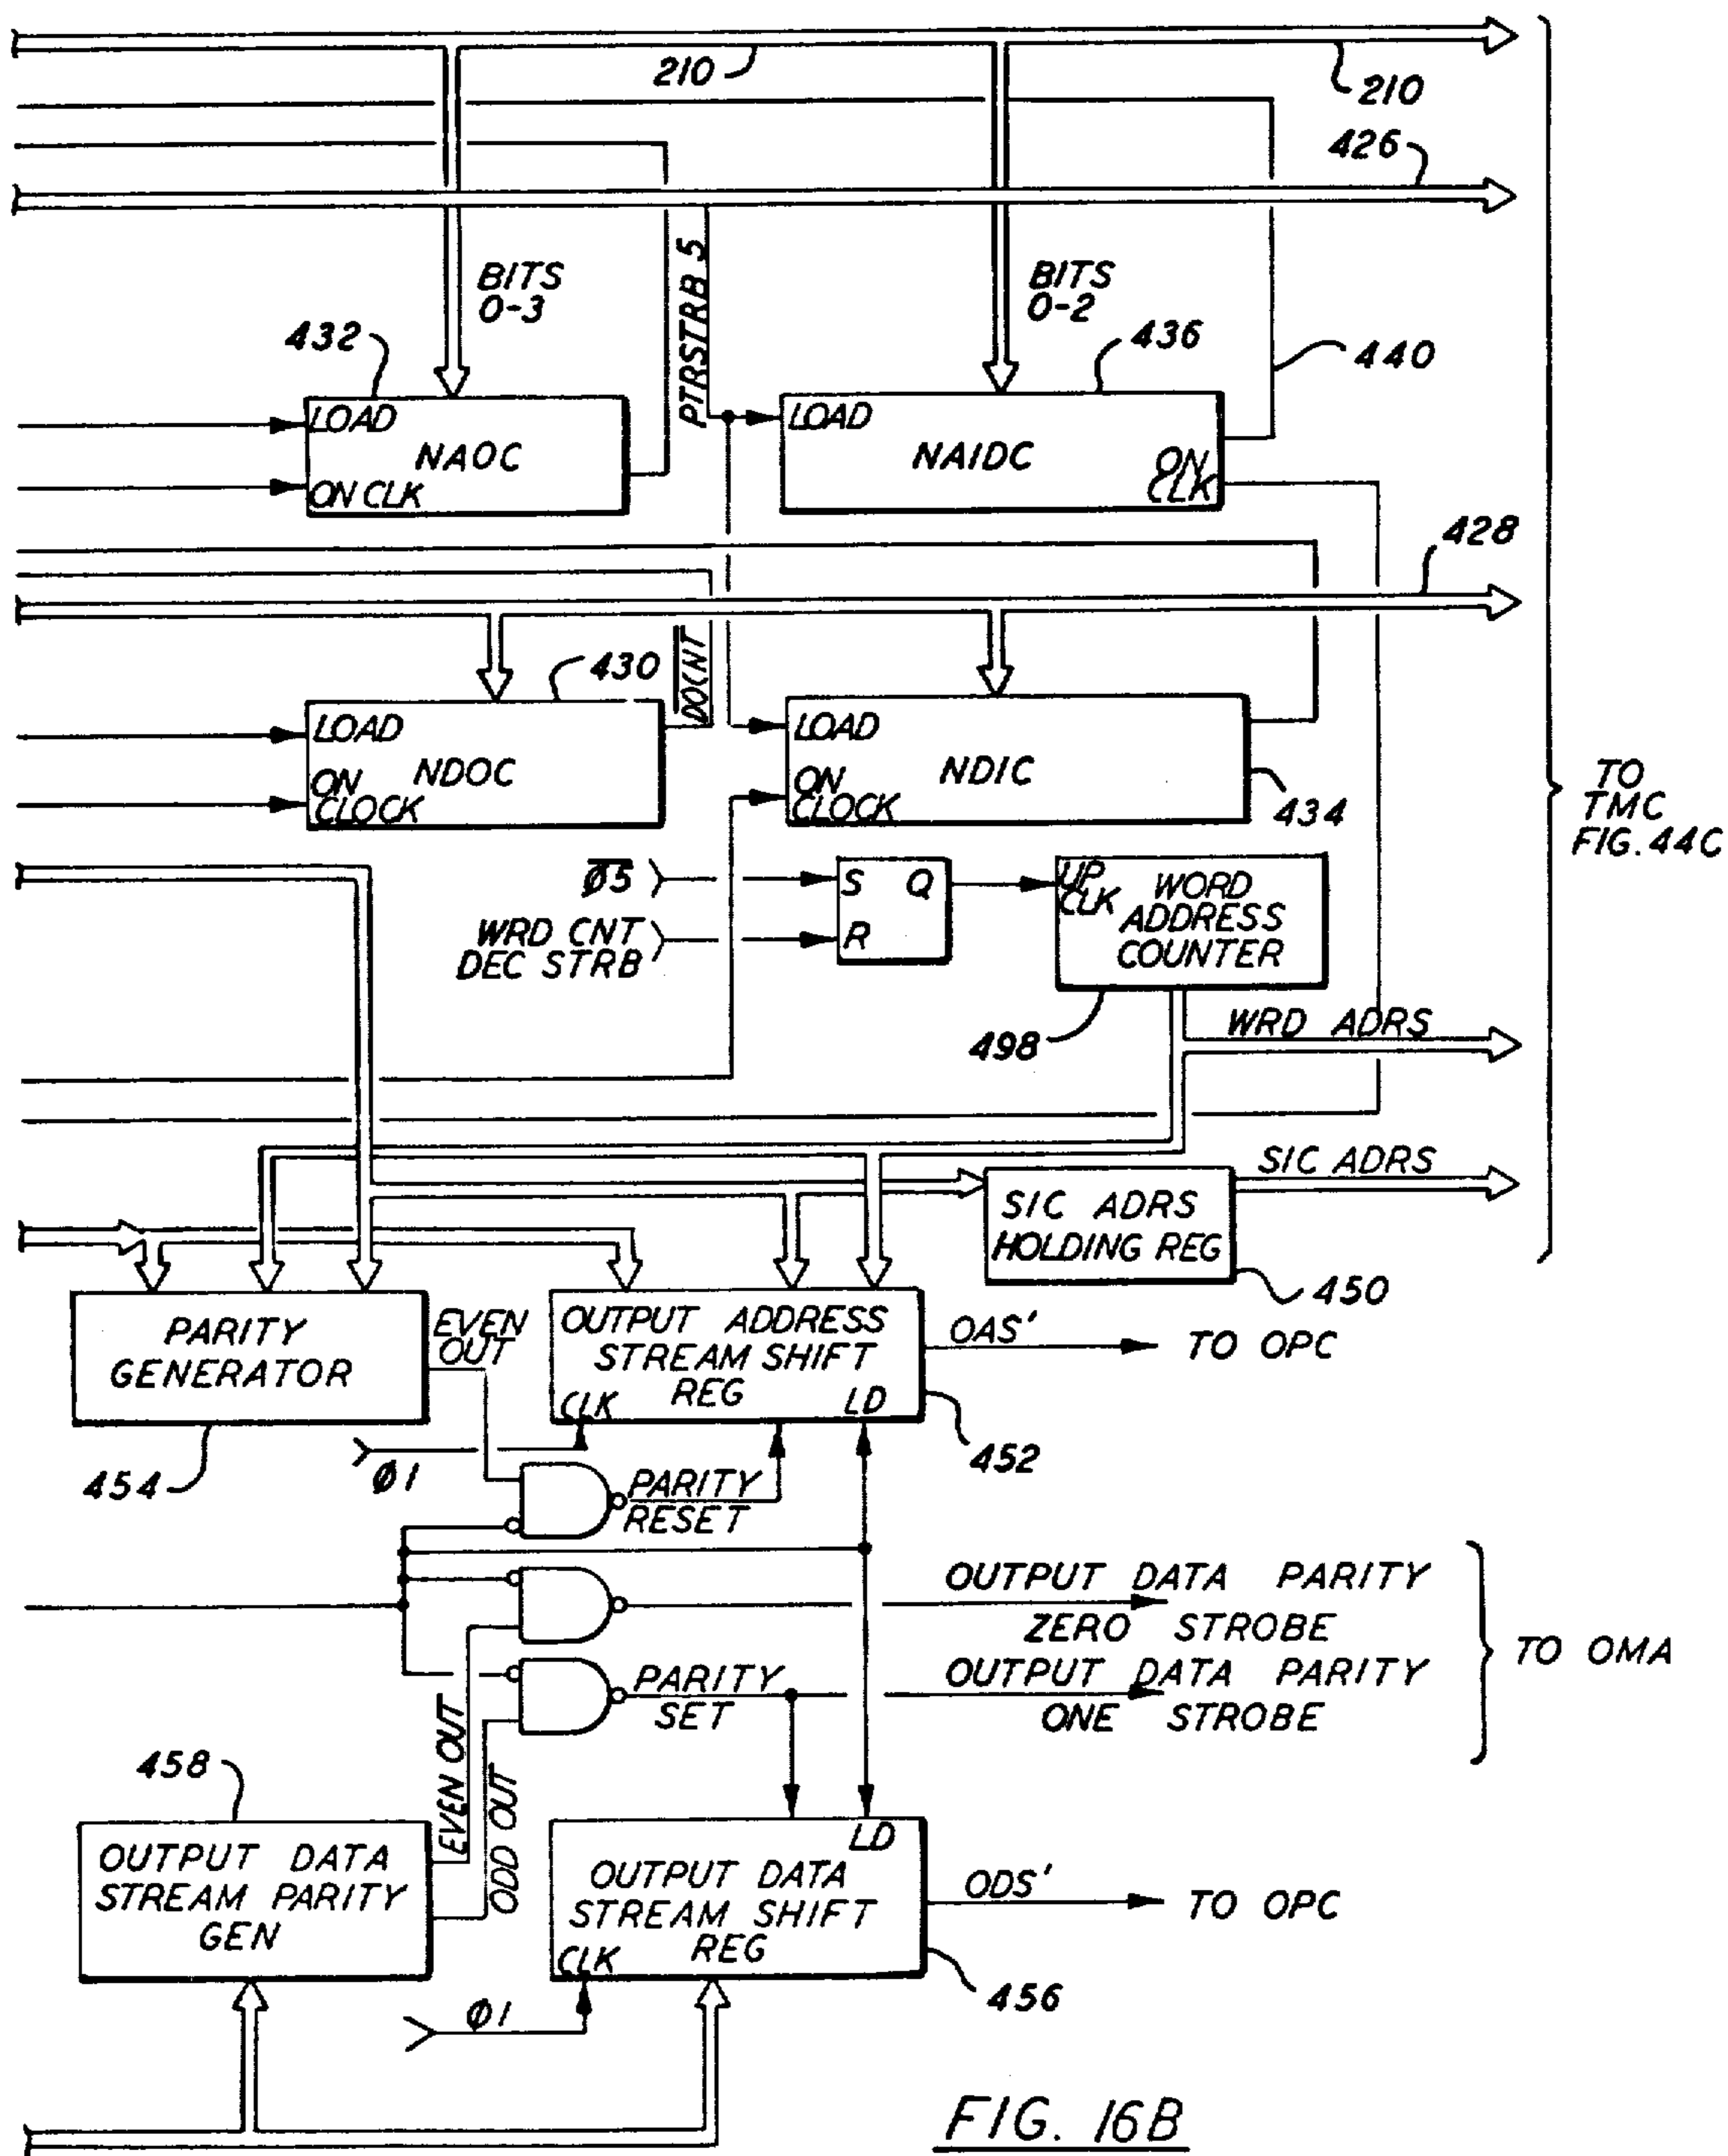 210
210
426
BITS
0-3
PTRSTRB 5
BITS
0-2
432
436
440
LOAD
NAOC
ON CLK
LOAD
NAIDC
ON
CLK
428
430
DOCNT
LOAD
NDOC
ON
CLOCK
LOAD
NDIC
ON
CLOCK
434
TO
TMC
FIG. 44C
Ø5
S Q
R
WRD CNT
DEC STRB
UP
CLK
WORD
ADDRESS
COUNTER
498
WRD ADRS
SIC ADRS
SIC ADRS
HOLDING REG
450
PARITY
GENERATOR
454
EVEN
OUT
OUTPUT ADDRESS
STREAM SHIFT
REG
CLK
LD
452
OAS'
TO OPC
Ø1
PARITY
RESET
OUTPUT DATA PARITY
ZERO STROBE
OUTPUT DATA PARITY
ONE STROBE
TO OMA
PARITY
SET
EVEN OUT
ODD OUT
458
OUTPUT DATA
STREAM PARITY
GEN
LD
OUTPUT DATA
STREAM SHIFT
REG
CLK
456
ODS'
TO OPC
Ø1
FIG. 16B